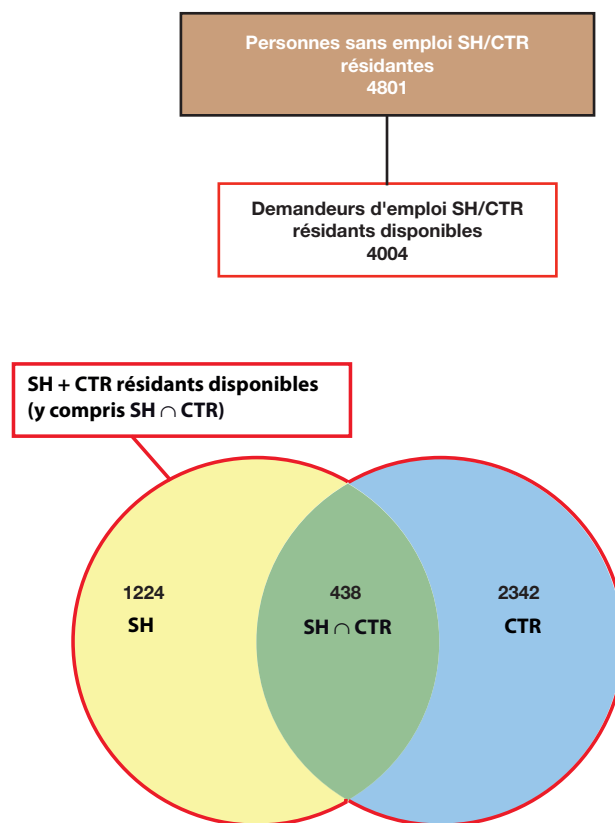 Personnes sans emploi SH/CTR
résidantes
4801
Demandeurs d'emploi SH/CTR
résidants disponibles
4004
SH + CTR résidants disponibles
(y compris SH ∩ CTR)
1224
SH
438
SH ∩ CTR
2342
CTR